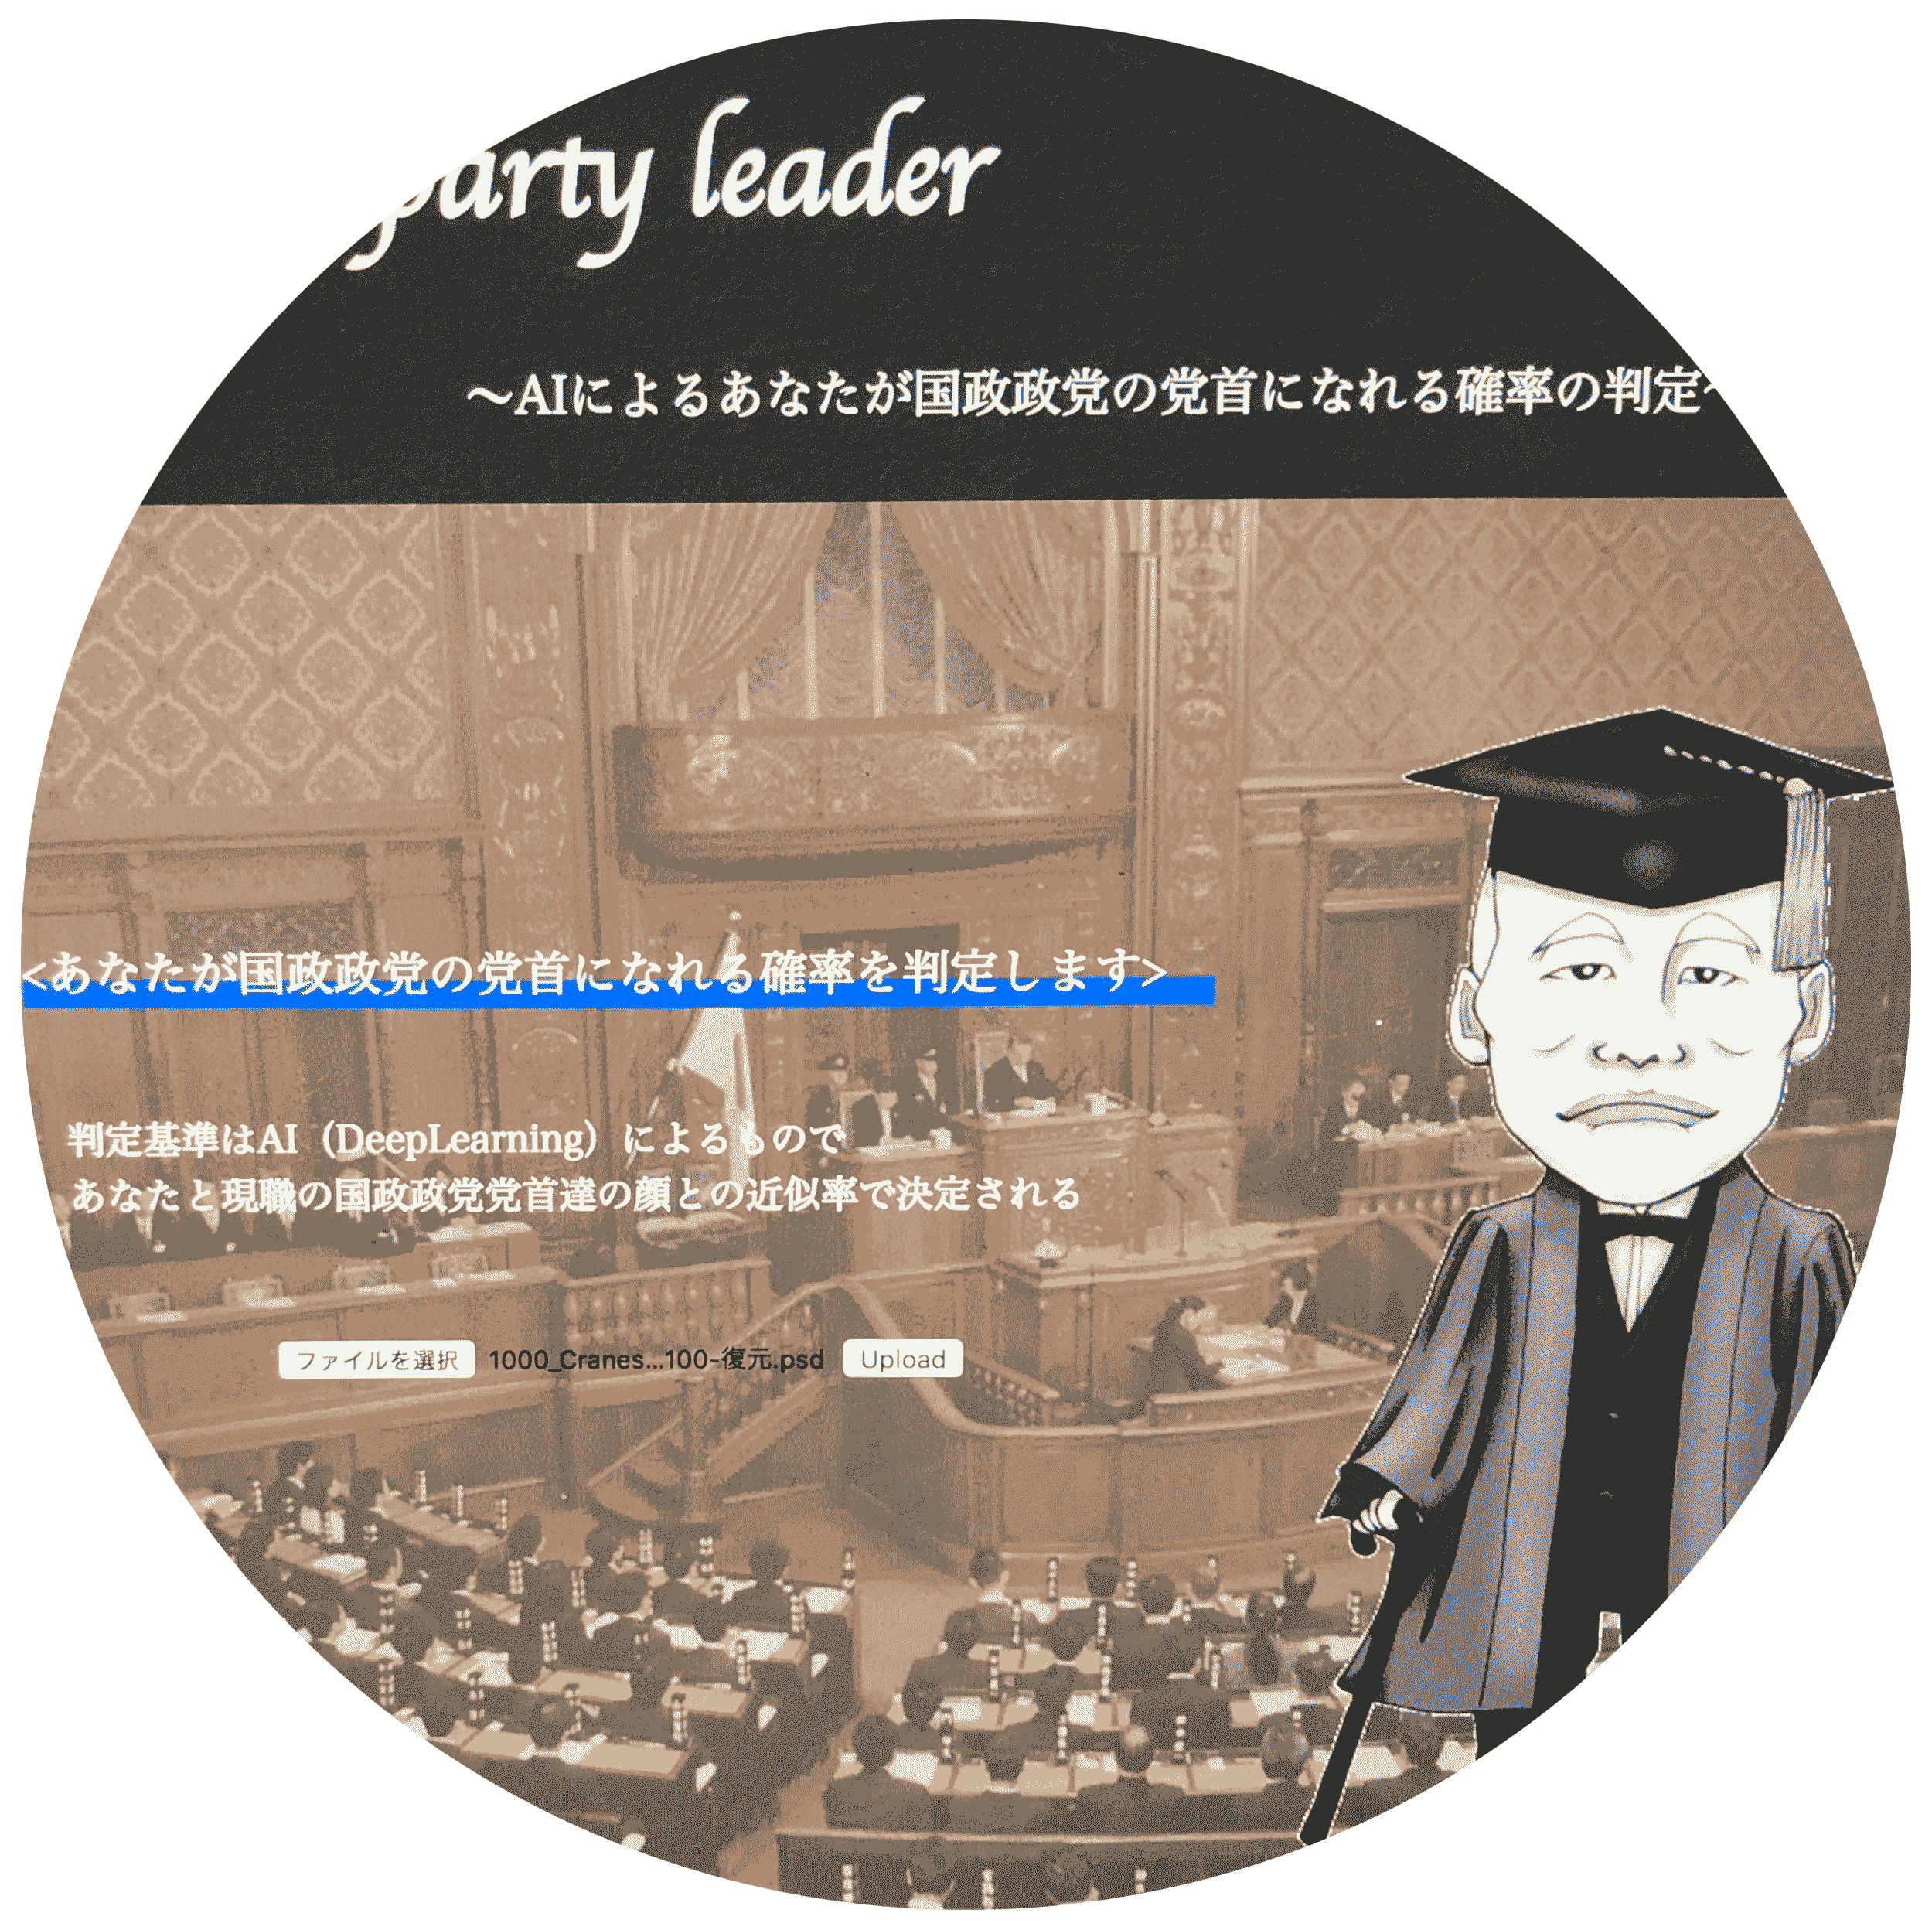 party leader
～AIによるあなたが国政政党の党首になれる確率の判定～
<あなたが国政政党の党首になれる確率を判定します>
判定基準はAI（DeepLearning）によるもので
あなたと現職の国政政党党首達の顔との近似率で決定される
ファイルを選択 1000_Cranes...100-復元.psd Upload